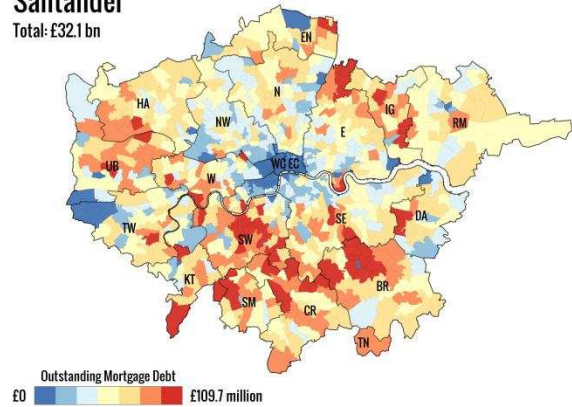 Santander
Total: £32.1 bn
EN
N
HA
IG
RM
NW
E
UB
WC EC
W
SE
DA
TW
SW
KT
BR
SM
CR
TN
Outstanding Mortgage Debt
£0 £109.7 million